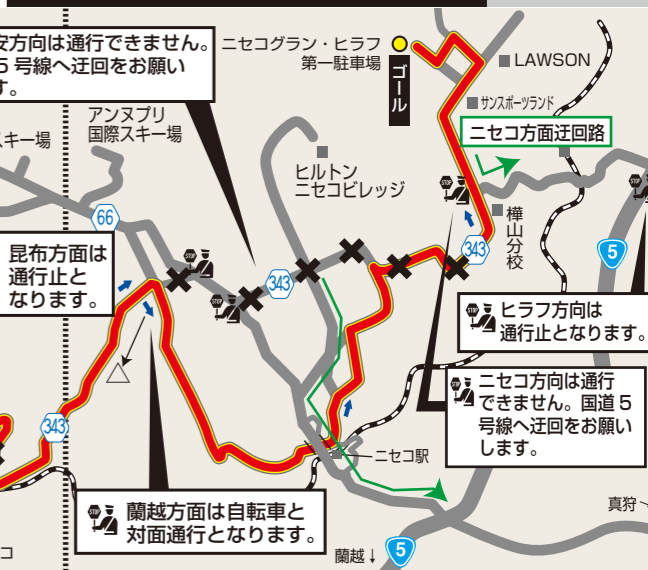 安方向は通行できません。
5号線へ迂回をお願い
す。
ニセコグラン・ヒラフ
第一駐車場
ゴール
LAWSON
サンスポーツランド
アンヌプリ
国際スキー場
スキー場
ニセコ方面迂回路
STOP
ヒルトン
ニセコビレッジ
樺山分校
STOP
66
昆布方面は
通行止と
なります。
STOP
343
343
5
STOP
STOP
ヒラフ方向は
通行止となります。
STOP
ニセコ方向は通行
できません。国道5
号線へ迂回をお願い
します。
343
ニセコ駅
STOP
蘭越方面は自転車と
対面通行となります。
真狩
コ
蘭越↓
5